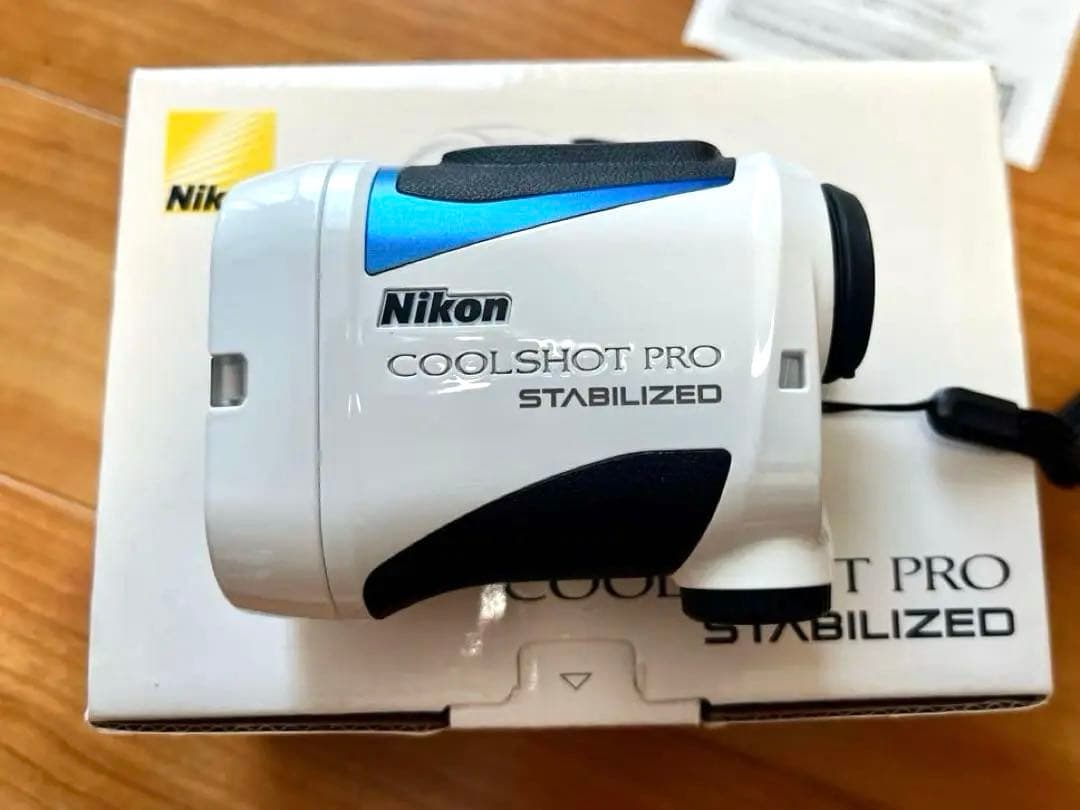 Nik
Nikon
COOLSHOT PRO
STABILIZED
COOL T PRO
STABILIZED